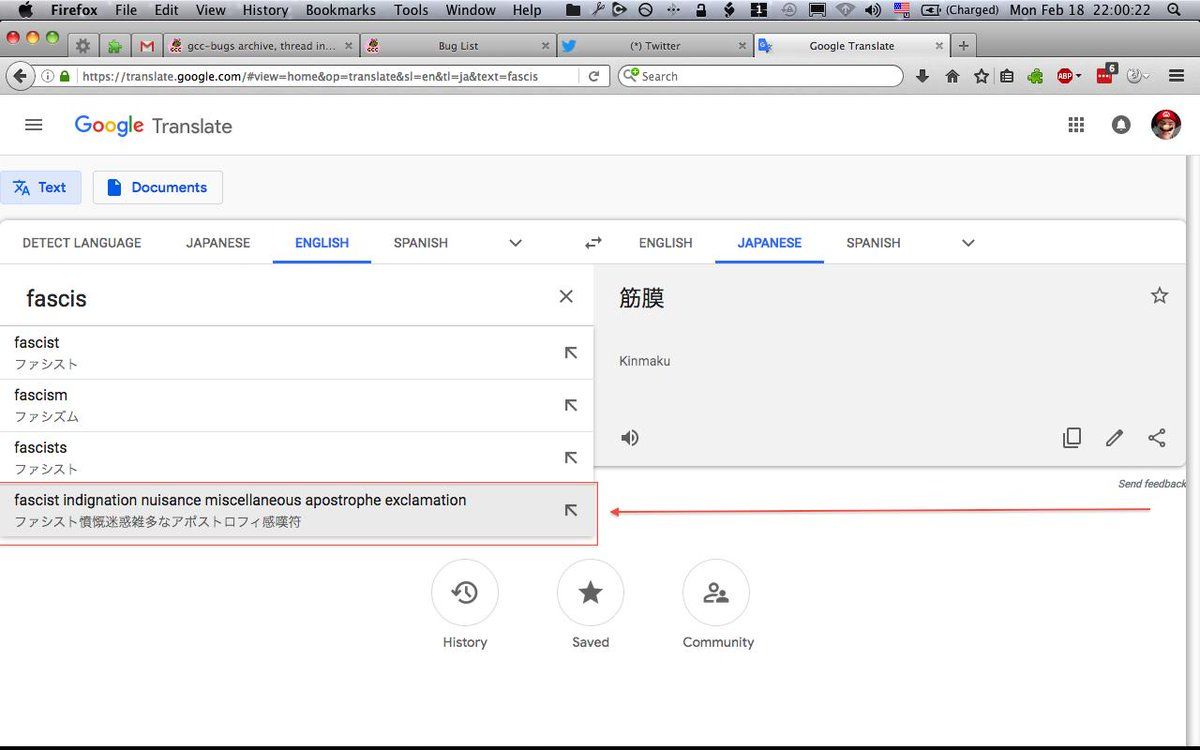 Firefox File Edit View History Bookmarks Tools Window Help 1 (Charged) Mon Feb 18 22:00:22
gcc-bugs archive, thread in... Bug List (*) Twitter Google Translate
https://translate.google.com/#view=home&op=translate&sl=en&tl=ja&text=fascis Search ABP 6
Google Translate
Text Documents
DETECT LANGUAGE JAPANESE ENGLISH SPANISH ENGLISH JAPANESE SPANISH
fascis
筋膜
Kinmaku
fascist
ファシスト
fascism
ファシズム
fascists
ファシスト
fascist indignation nuisance miscellaneous apostrophe exclamation
ファシスト憤慨迷惑雑多なアポストロフィ感嘆符
Send feedback
History Saved Community